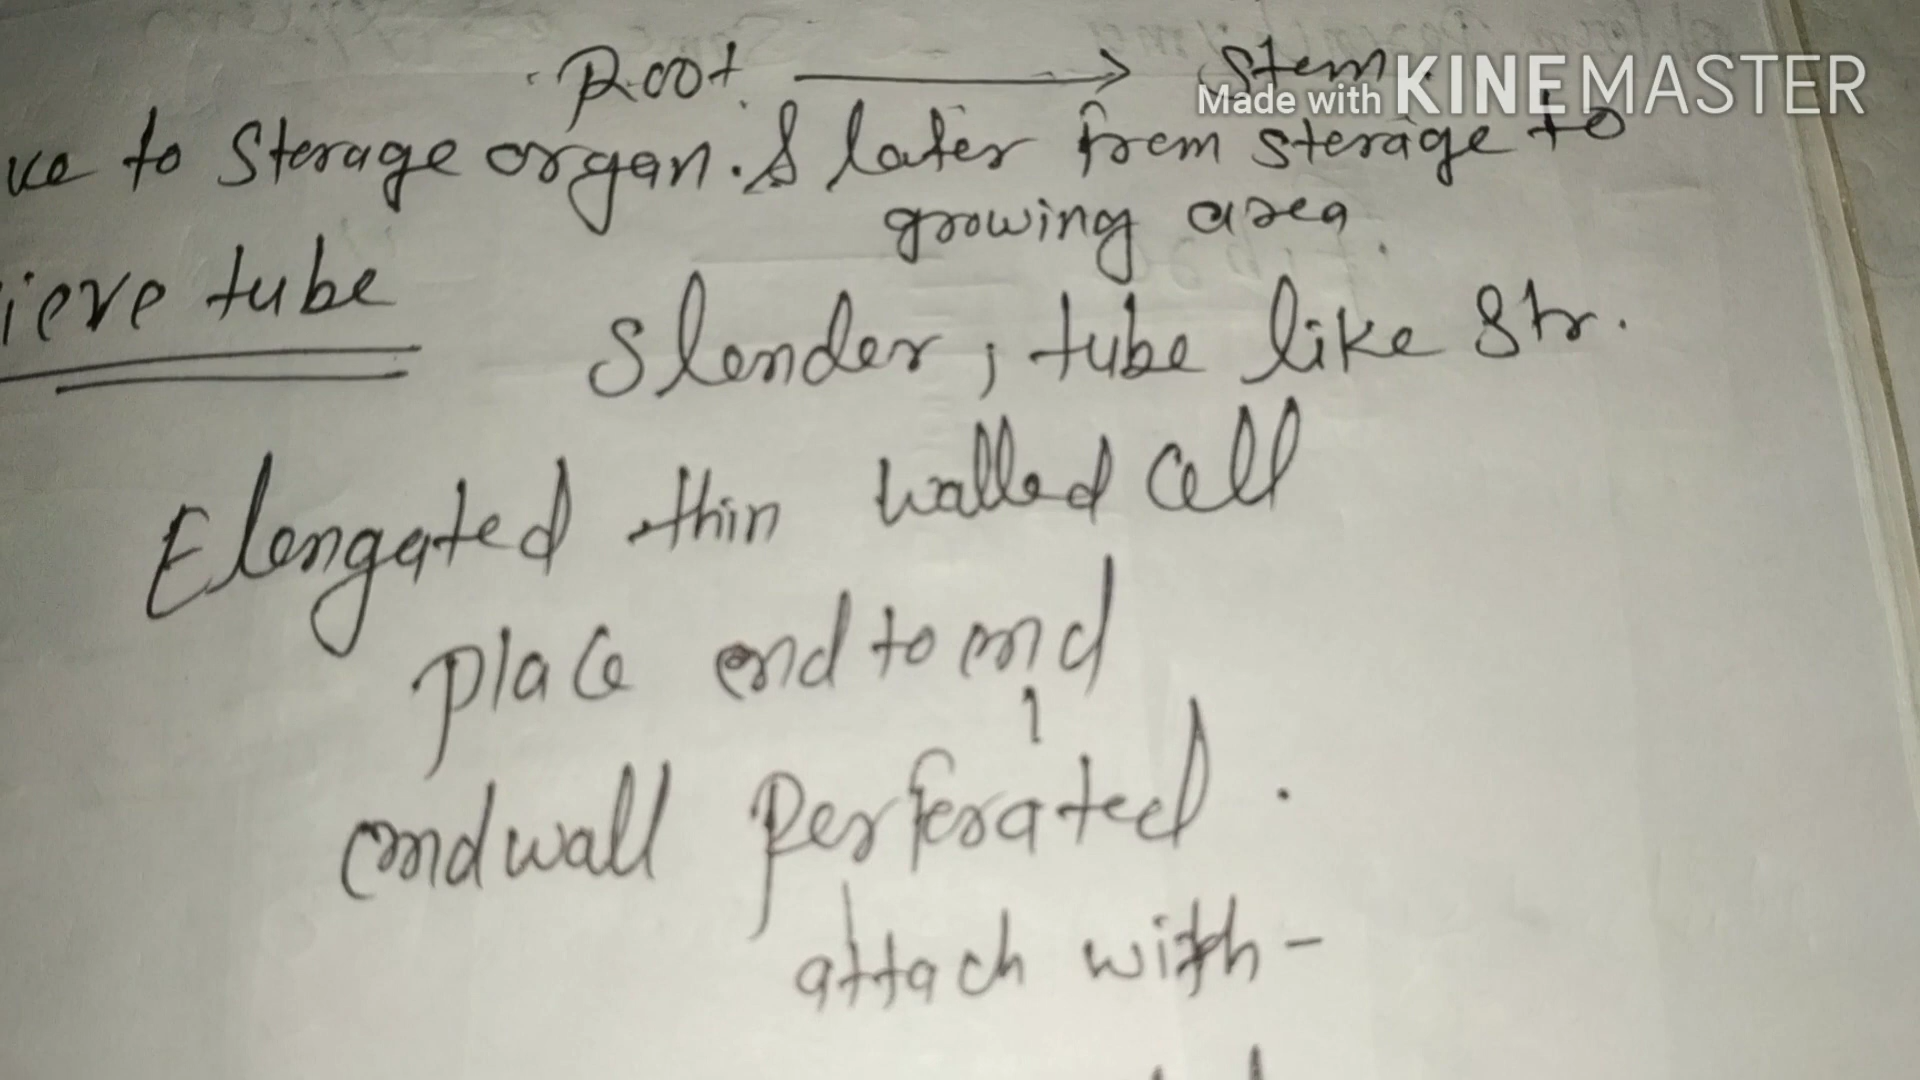 Root. → Stem.
Made with KINEMASTER
ve to Storage organ. & later from storage to
growing area.
ieve tube
Slender, tube like Str.
Elongated thin walled Cell
place end to end
endwall perforated.
attach with -